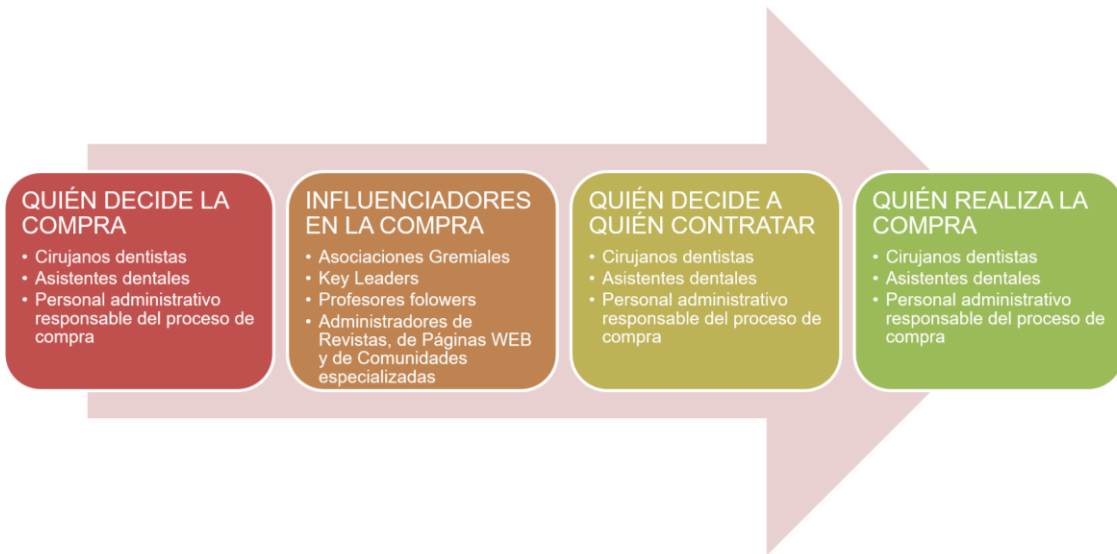 QUIÉN DECIDE LA
COMPRA
• Cirujanos dentistas
• Asistentes dentales
• Personal administrativo
responsable del proceso de
compra
INFLUENCIADORES
EN LA COMPRA
• Asociaciones Gremiales
• Key Leaders
• Profesores folowers
• Administradores de
Revistas, de Páginas WEB
y de Comunidades
especializadas
QUIÉN DECIDE A
QUIÉN CONTRATAR
• Cirujanos dentistas
• Asistentes dentales
• Personal administrativo
responsable del proceso de
compra
QUIÉN REALIZA LA
COMPRA
• Cirujanos dentistas
• Asistentes dentales
• Personal administrativo
responsable del proceso de
compra